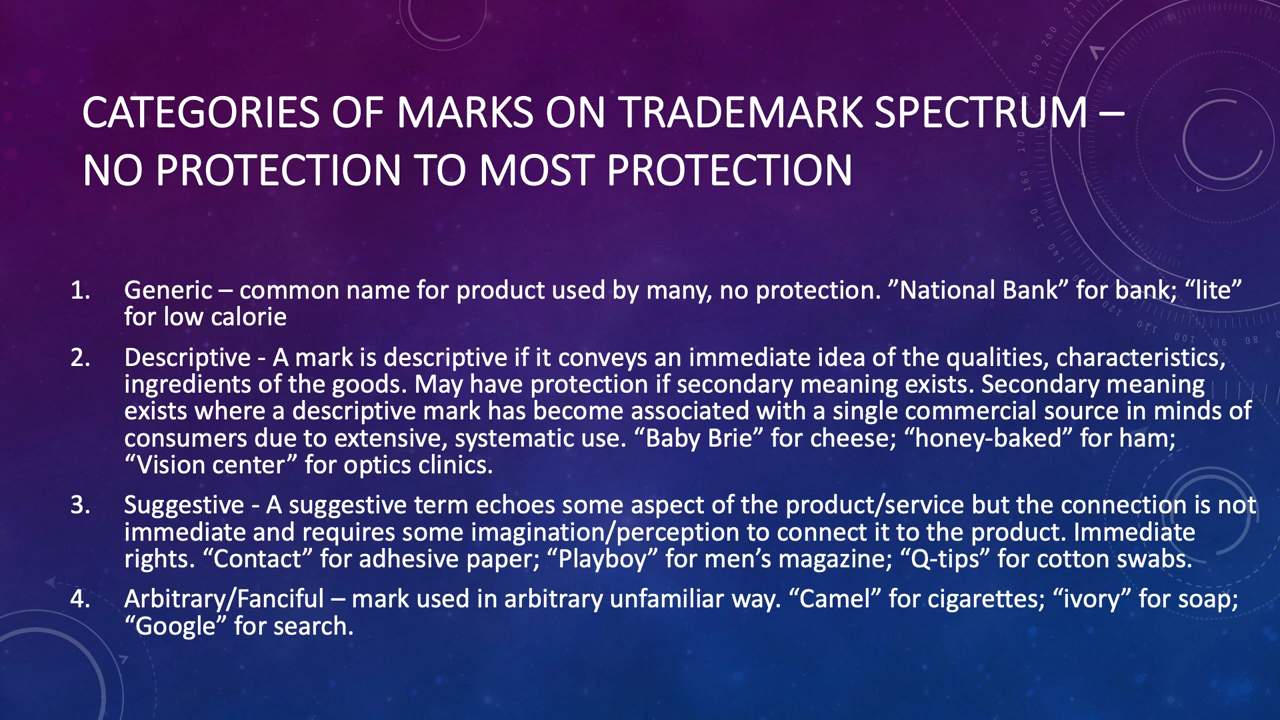 CATEGORIES OF MARKS ON TRADEMARK SPECTRUM –
NO PROTECTION TO MOST PROTECTION
1. Generic – common name for product used by many, no protection. ”National Bank” for bank; “lite”
for low calorie
2. Descriptive - A mark is descriptive if it conveys an immediate idea of the qualities, characteristics,
ingredients of the goods. May have protection if secondary meaning exists. Secondary meaning
exists where a descriptive mark has become associated with a single commercial source in minds of
consumers due to extensive, systematic use. “Baby Brie” for cheese; “honey-baked” for ham;
“Vision center” for optics clinics.
3. Suggestive - A suggestive term echoes some aspect of the product/service but the connection is not
immediate and requires some imagination/perception to connect it to the product. Immediate
rights. “Contact” for adhesive paper; “Playboy” for men’s magazine; “Q-tips” for cotton swabs.
4. Arbitrary/Fanciful – mark used in arbitrary unfamiliar way. “Camel” for cigarettes; “ivory” for soap;
“Google” for search.